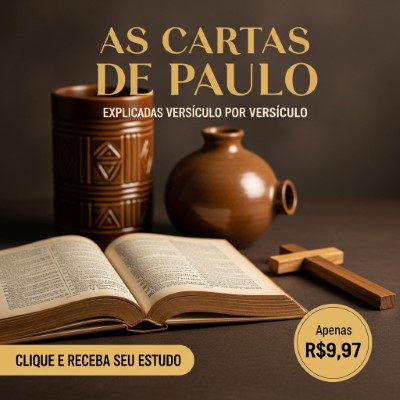 AS CARTAS
DE PAULO
EXPLICADAS VERSÍCULO POR VERSÍCULO
Apenas
R$9,97
CLIQUE E RECEBA SEU ESTUDO